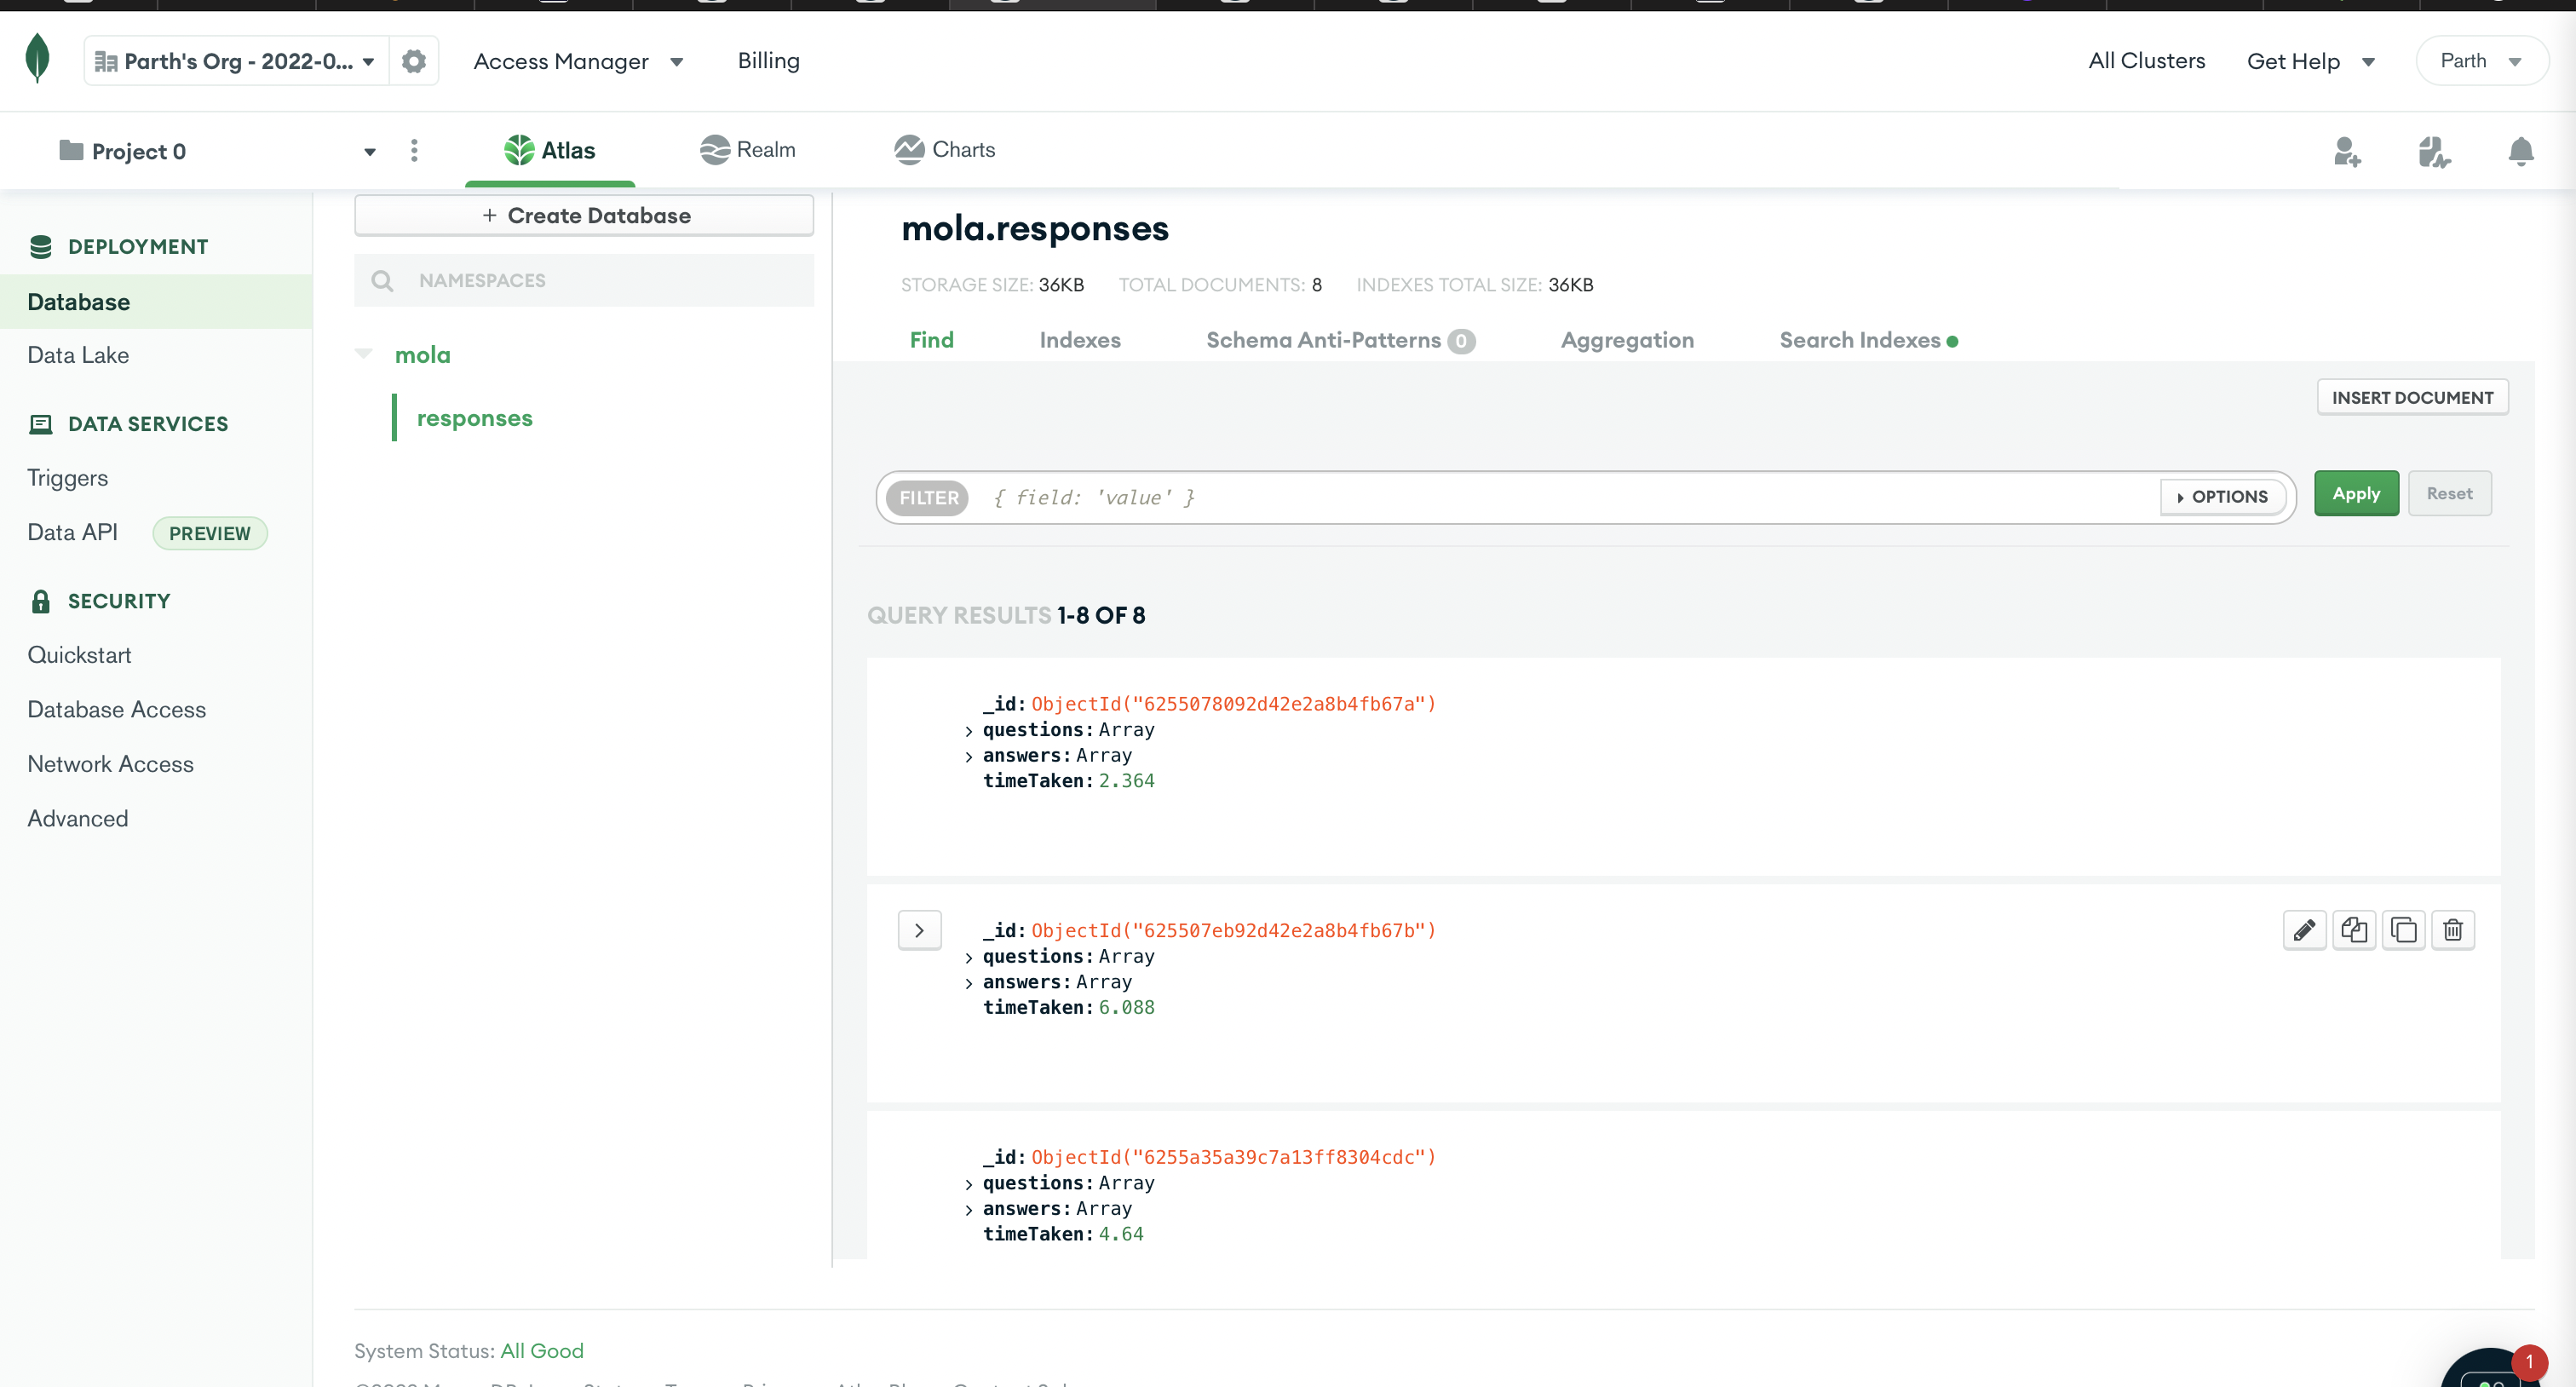 Parth's Org - 2022-0...
Access Manager
Billing
All Clusters
Get Help
Parth
Project 0
Atlas
Realm
Charts
DEPLOYMENT
Database
Data Lake
DATA SERVICES
Triggers
Data API PREVIEW
SECURITY
Quickstart
Database Access
Network Access
Advanced
+ Create Database
NAMESPACES
mola
responses
mola.responses
STORAGE SIZE: 36KB TOTAL DOCUMENTS: 8 INDEXES TOTAL SIZE: 36KB
Find Indexes Schema Anti-Patterns 0 Aggregation Search Indexes
INSERT DOCUMENT
FILTER { field: 'value' } OPTIONS Apply Reset
QUERY RESULTS 1-8 OF 8
_id: ObjectId("6255078092d42e2a8b4fb67a")
questions: Array
answers: Array
timeTaken: 2.364
_id: ObjectId("625507eb92d42e2a8b4fb67b")
questions: Array
answers: Array
timeTaken: 6.088
_id: ObjectId("6255a35a39c7a13ff8304cdc")
questions: Array
answers: Array
timeTaken: 4.64
System Status: All Good
1